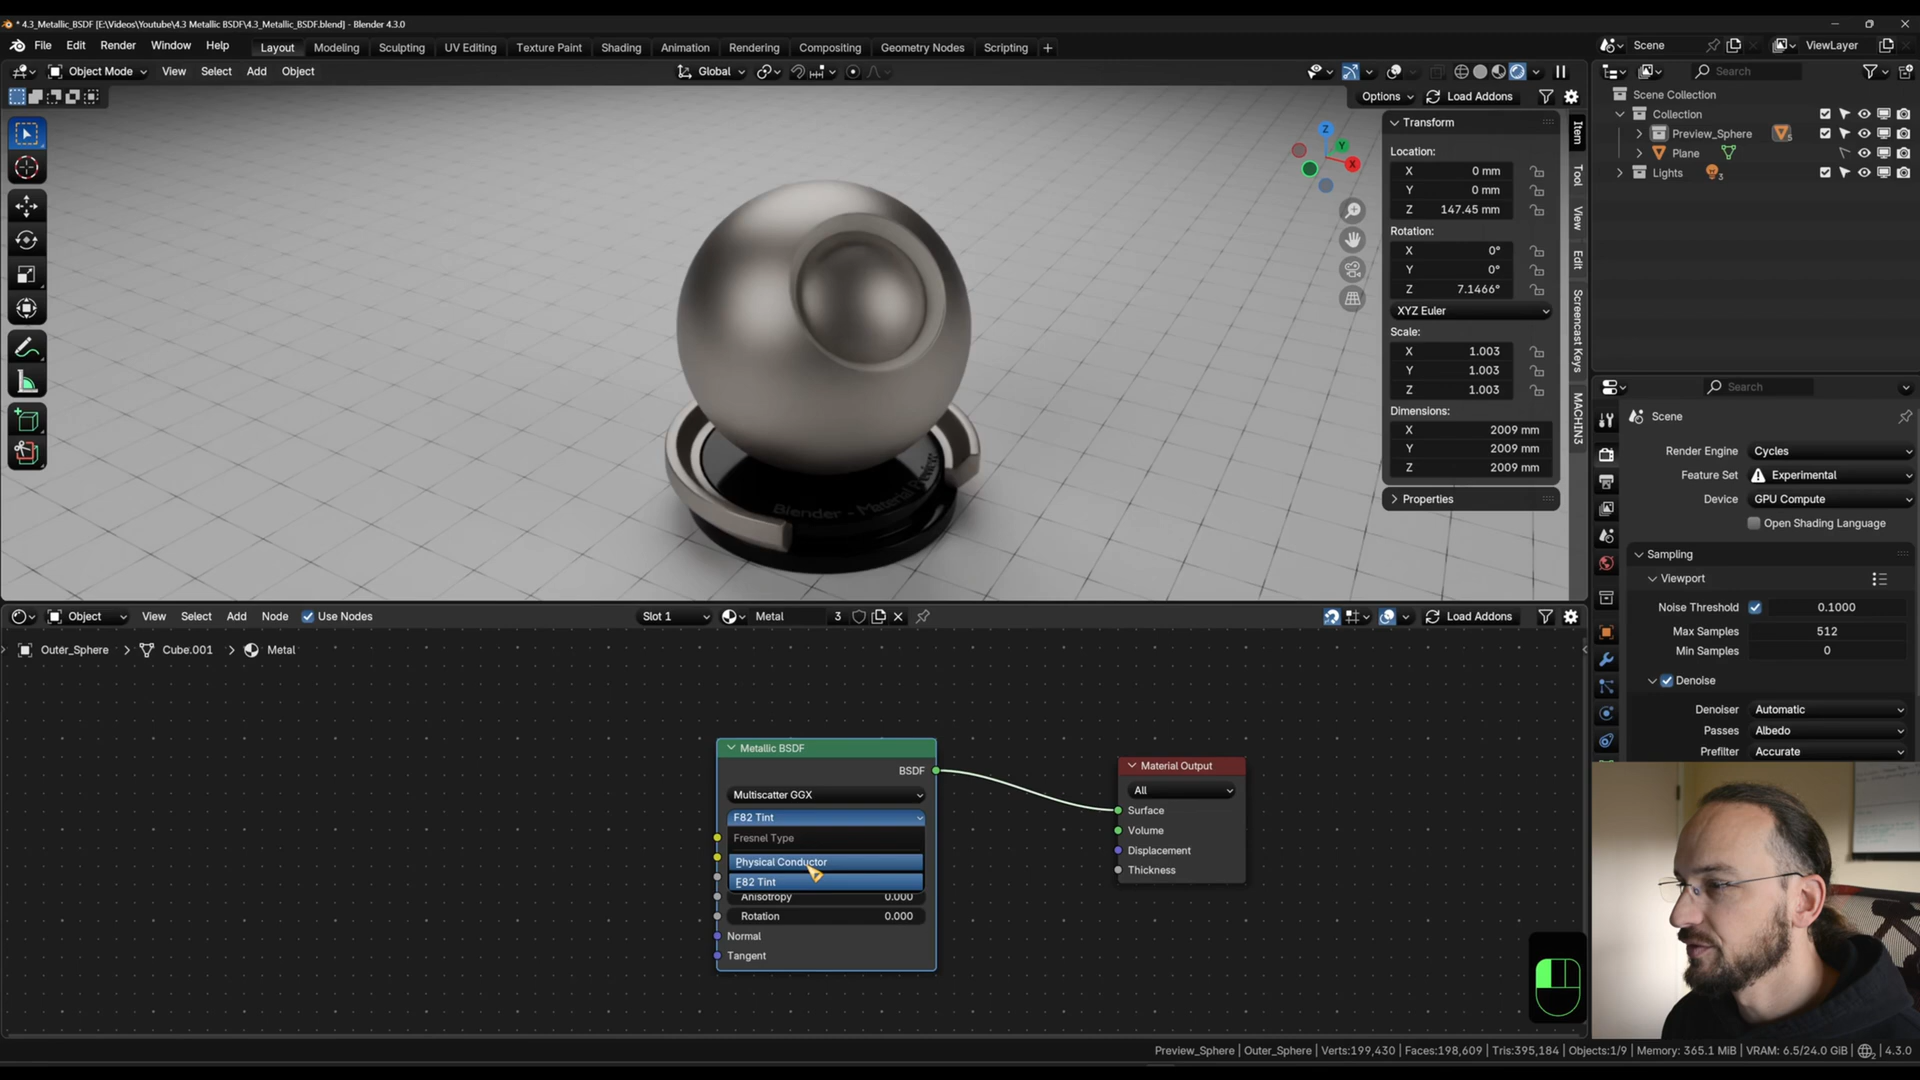 * 4.3_Metallic_BSDF [E:\Videos\Youtube\4.3 Metallic BSDF\4.3_Metallic_BSDF.blend] - Blender 4.3.0
File Edit Render Window Help Layout Modeling Sculpting UV Editing Texture Paint Shading Animation Rendering Compositing Geometry Nodes Scripting + Scene ViewLayer
Object Mode View Select Add Object Global Search
Options Load Addons
Scene Collection
Collection
Preview_Sphere 5
Plane
Lights 3
Z
Y
X
Transform
Location:
X 0 mm
Y 0 mm
Z 147.45 mm
Rotation:
X 0°
Y 0°
Z 7.1466°
XYZ Euler
Scale:
X 1.003
Y 1.003
Z 1.003
Dimensions:
X 2009 mm
Y 2009 mm
Z 2009 mm
Properties
Item
Tool
View
Edit
Screencast Keys
MACHIN3
Blender - Material Preview
Search
Scene
Render Engine Cycles
Feature Set Experimental
Device GPU Compute
Open Shading Language
Sampling
Viewport
Noise Threshold 0.1000
Max Samples 512
Min Samples 0
Denoise
Denoiser Automatic
Passes Albedo
Prefilter Accurate
Object View Select Add Node Use Nodes Slot 1 Metal 3 Load Addons
Outer_Sphere > Cube.001 > Metal
Metallic BSDF
BSDF
Multiscatter GGX
F82 Tint
Fresnel Type
Physical Conductor
F82 Tint
Anisotropy 0.000
Rotation 0.000
Normal
Tangent
Material Output
All
Surface
Volume
Displacement
Thickness
Preview_Sphere | Outer_Sphere | Verts:199,430 | Faces:198,609 | Tris:395,184 | Objects:1/9 | Memory: 365.1 MiB | VRAM: 6.5/24.0 GiB | 4.3.0